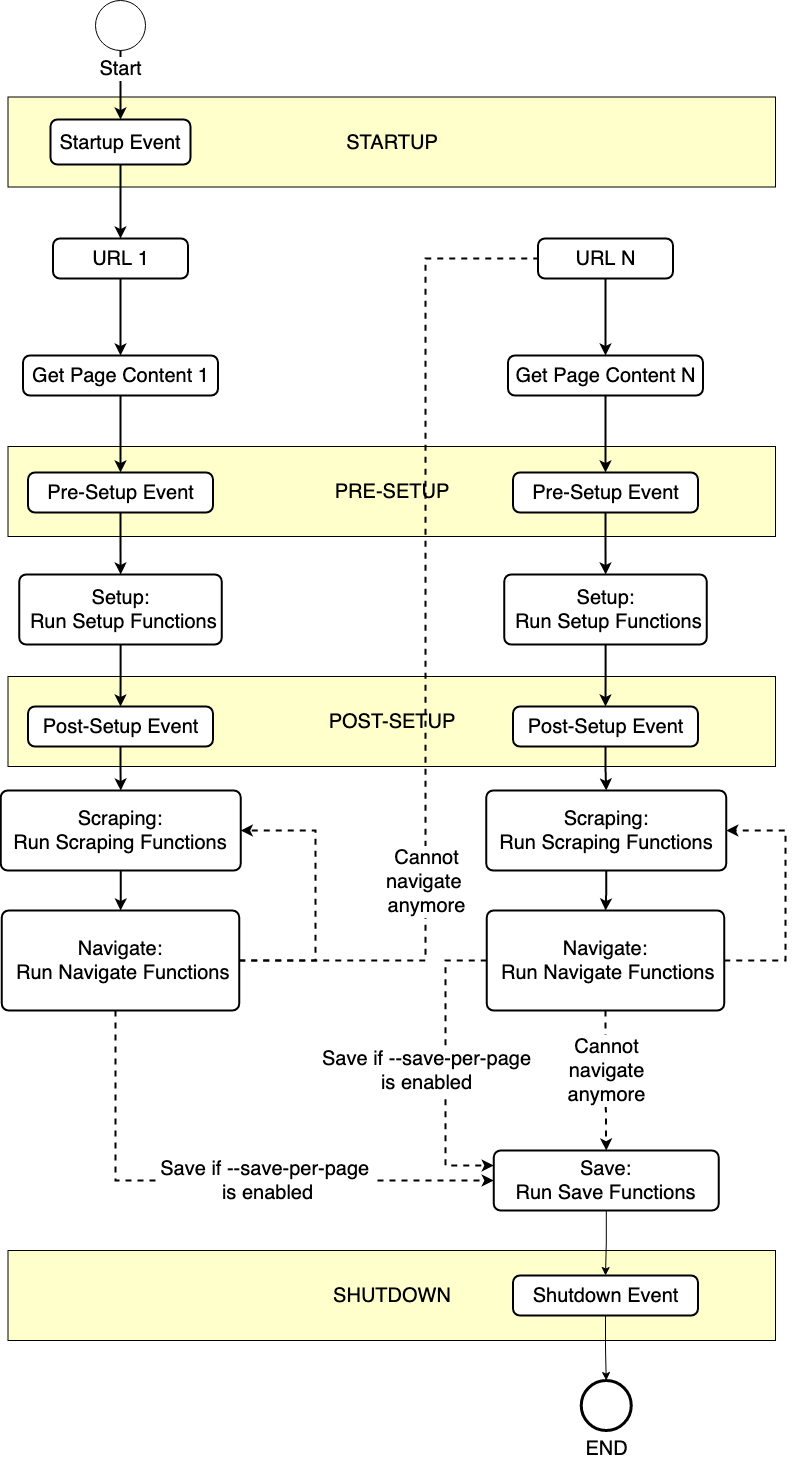 Start
Startup Event
STARTUP
URL 1
URL N
Get Page Content 1
Get Page Content N
Pre-Setup Event
PRE-SETUP
Pre-Setup Event
Setup:
Run Setup Functions
Setup:
Run Setup Functions
Post-Setup Event
POST-SETUP
Post-Setup Event
Scraping:
Run Scraping Functions
Scraping:
Run Scraping Functions
Cannot
navigate
anymore
Navigate:
Run Navigate Functions
Navigate:
Run Navigate Functions
Save if --save-per-page
is enabled
Cannot
navigate
anymore
Save if --save-per-page
is enabled
Save:
Run Save Functions
SHUTDOWN
Shutdown Event
END